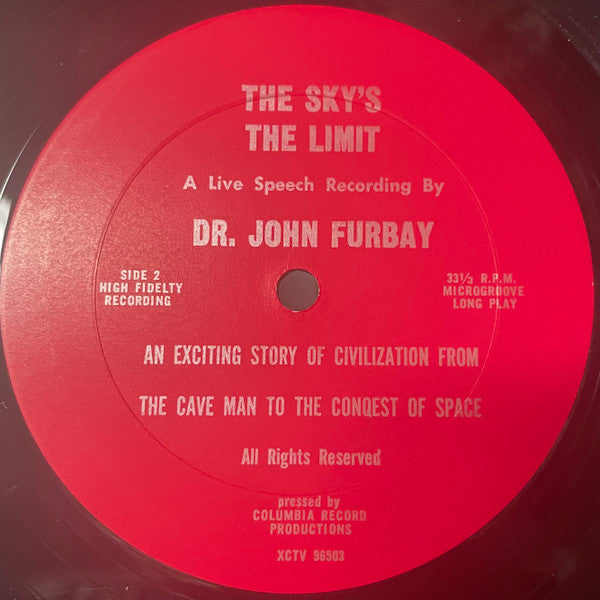 THE SKY'S
THE LIMIT
A Live Speech Recording By
DR. JOHN FURBAY
SIDE 2
HIGH FIDELTY
RECORDING
33⅓ R.P.M.
MICROGROOVE
LONG PLAY
AN EXCITING STORY OF CIVILIZATION FROM
THE CAVE MAN TO THE CONQEST OF SPACE
All Rights Reserved
pressed by
COLUMBIA RECORD
PRODUCTIONS
XCTV 96503